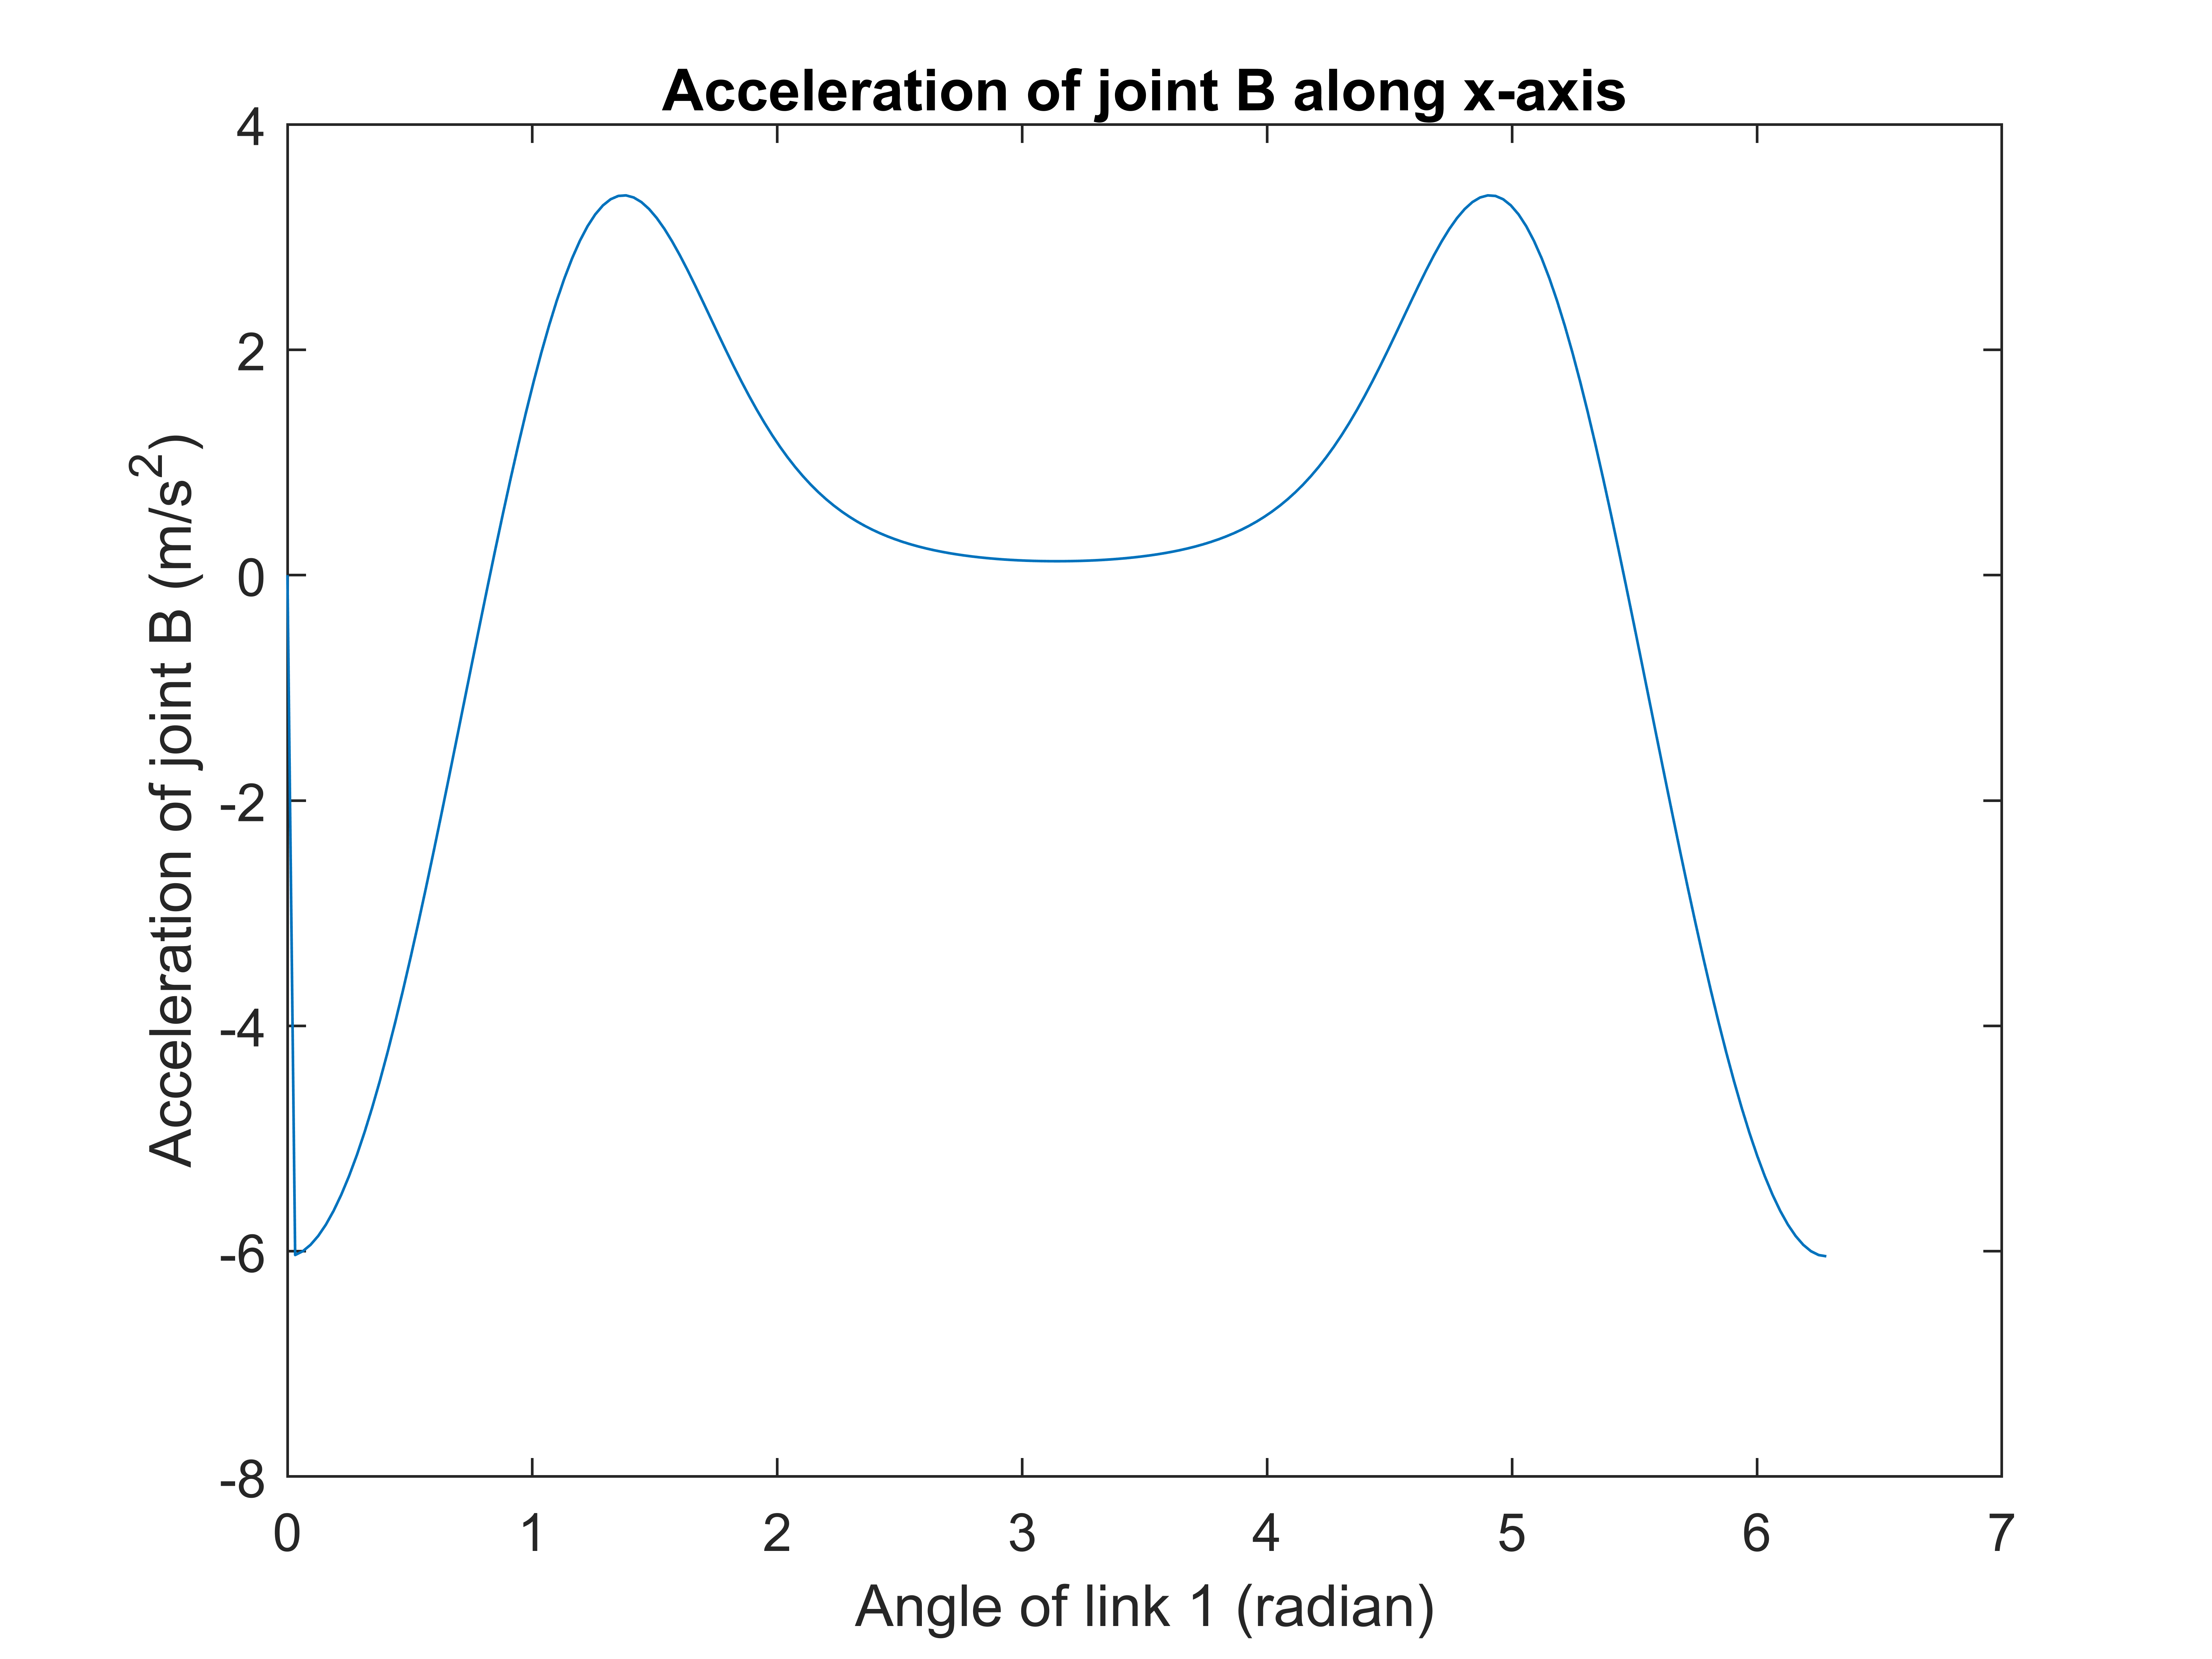 Acceleration of joint B along x-axis
4
2
0
-2
-4
-6
-8
Acceleration of joint B (m/s²)
0 1 2 3 4 5 6 7
Angle of link 1 (radian)